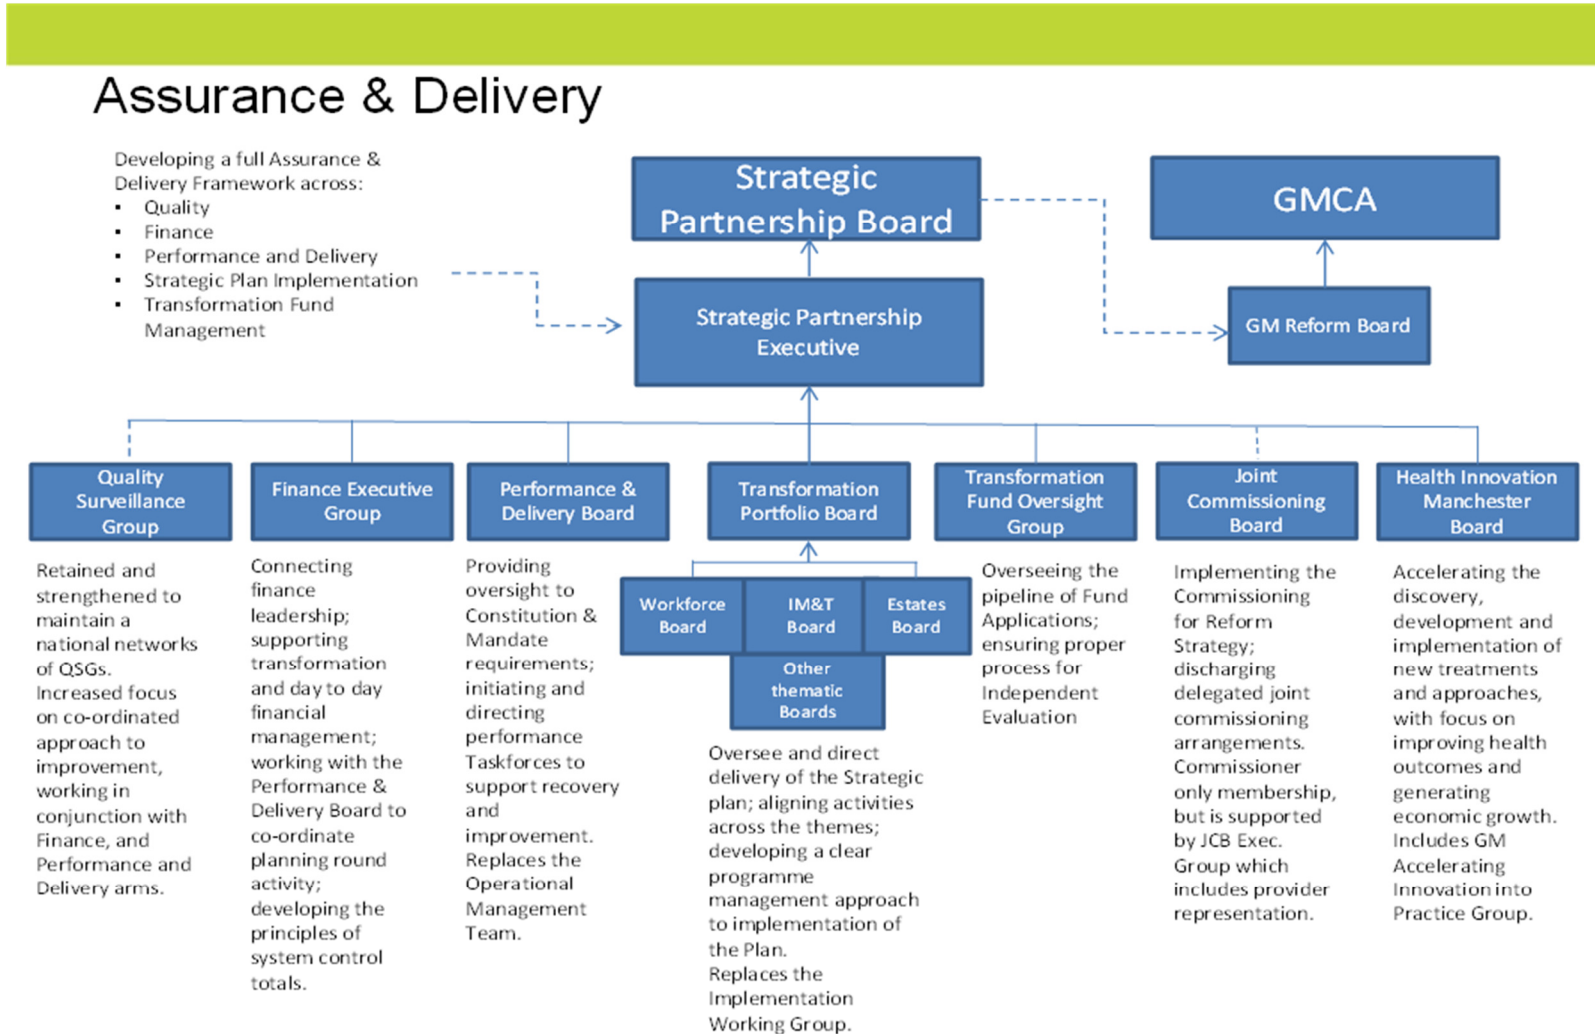 Assurance & Delivery
Developing a full Assurance &
Delivery Framework across:
▪ Quality
▪ Finance
▪ Performance and Delivery
▪ Strategic Plan Implementation
▪ Transformation Fund
Management
Strategic
Partnership Board
GMCA
Strategic Partnership
Executive
GM Reform Board
Quality
Surveillance
Group
Finance Executive
Group
Performance &
Delivery Board
Transformation
Portfolio Board
Transformation
Fund Oversight
Group
Joint
Commissioning
Board
Health Innovation
Manchester
Board
Retained and
strengthened to
maintain a
national networks
of QSGs.
Increased focus
on co-ordinated
approach to
improvement,
working in
conjunction with
Finance, and
Performance and
Delivery arms.
Connecting
finance
leadership;
supporting
transformation
and day to day
financial
management;
working with the
Performance &
Delivery Board to
co-ordinate
planning round
activity;
developing the
principles of
system control
totals.
Providing
oversight to
Constitution &
Mandate
requirements;
initiating and
directing
performance
Taskforces to
support recovery
and
improvement.
Replaces the
Operational
Management
Team.
Workforce
Board
IM&T
Board
Estates
Board
Other
thematic
Boards
Oversee and direct
delivery of the Strategic
plan; aligning activities
across the themes;
developing a clear
programme
management approach
to implementation of
the Plan.
Replaces the
Implementation
Working Group.
Overseeing the
pipeline of Fund
Applications;
ensuring proper
process for
Independent
Evaluation
Implementing the
Commissioning
for Reform
Strategy;
discharging
delegated joint
commissioning
arrangements.
Commissioner
only membership,
but is supported
by JCB Exec.
Group which
includes provider
representation.
Accelerating the
discovery,
development and
implementation of
new treatments
and approaches,
with focus on
improving health
outcomes and
generating
economic growth.
Includes GM
Accelerating
Innovation into
Practice Group.